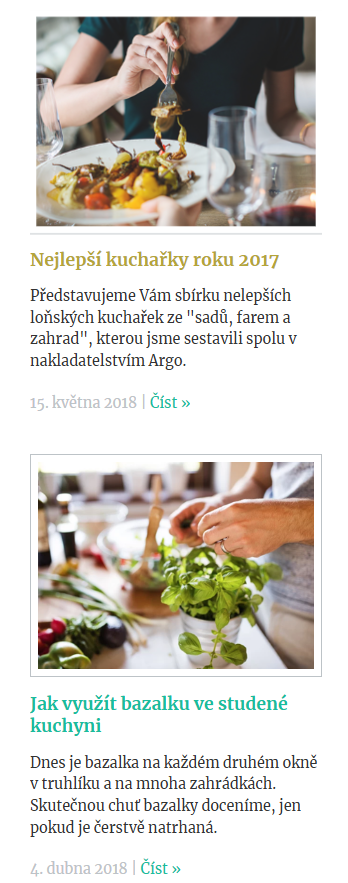 Nejlepší kuchařky roku 2017
Představujeme Vám sbírku nelepších
loňských kuchařek ze "sadů, farem a
zahrad", kterou jsme sestavili spolu v
nakladatelstvím Argo.
15. května 2018 | Číst »
Jak využít bazalku ve studené
kuchyni
Dnes je bazalka na každém druhém okně
v truhlíku a na mnoha zahrádkách.
Skutečnou chuť bazalky doceníme, jen
pokud je čerstvě natrhaná.
4. dubna 2018 | Číst »